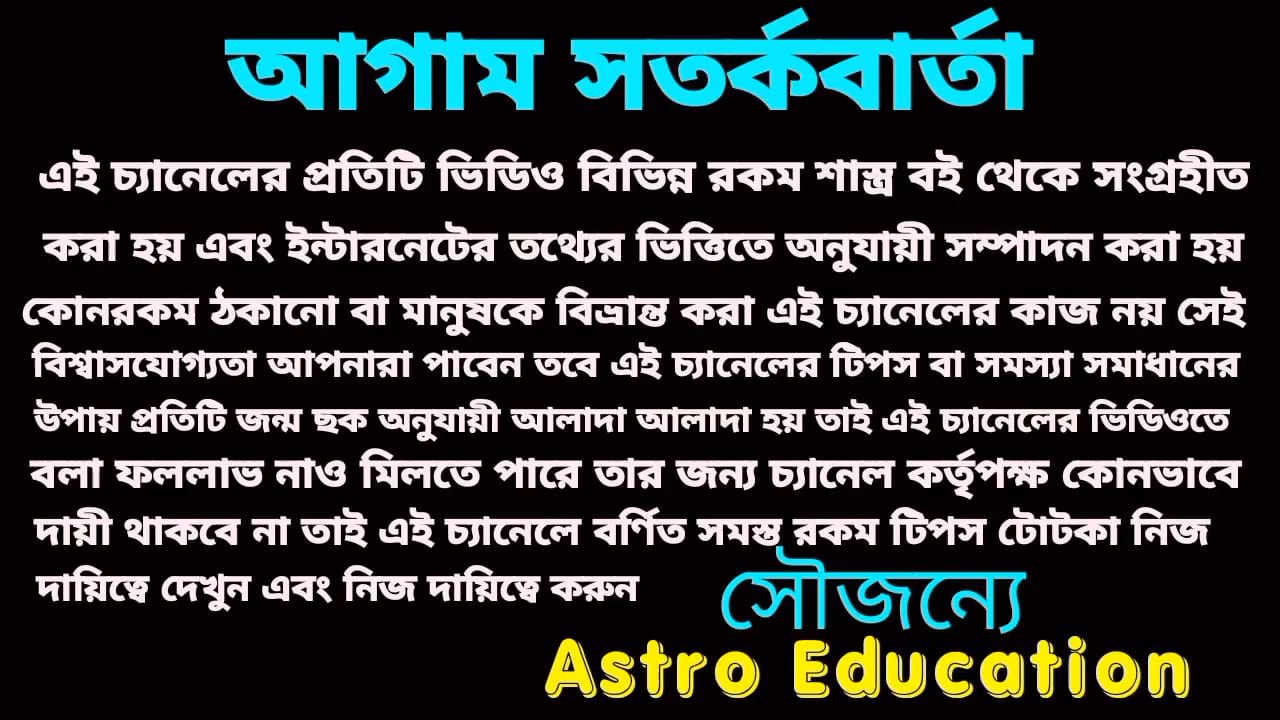 আগাম সতর্কবার্তা
এই চ্যানেলের প্রতিটি ভিডিও বিভিন্ন রকম শাস্ত্র বই থেকে সংগ্রহীত
করা হয় এবং ইন্টারনেটের তথ্যের ভিত্তিতে অনুযায়ী সম্পাদন করা হয়
কোনরকম ঠকানো বা মানুষকে বিভ্রান্ত করা এই চ্যানেলের কাজ নয় সেই
বিশ্বাসযোগ্যতা আপনারা পাবেন তবে এই চ্যানেলের টিপস বা সমস্যা সমাধানের
উপায় প্রতিটি জন্ম ছক অনুযায়ী আলাদা আলাদা হয় তাই এই চ্যানেলের ভিডিওতে
বলা ফললাভ নাও মিলতে পারে তার জন্য চ্যানেল কর্তৃপক্ষ কোনভাবে
দায়ী থাকবে না তাই এই চ্যানেলে বর্ণিত সমস্ত রকম টিপস টোটকা নিজ
দায়িত্বে দেখুন এবং নিজ দায়িত্বে করুন
সৌজন্যে
Astro Education